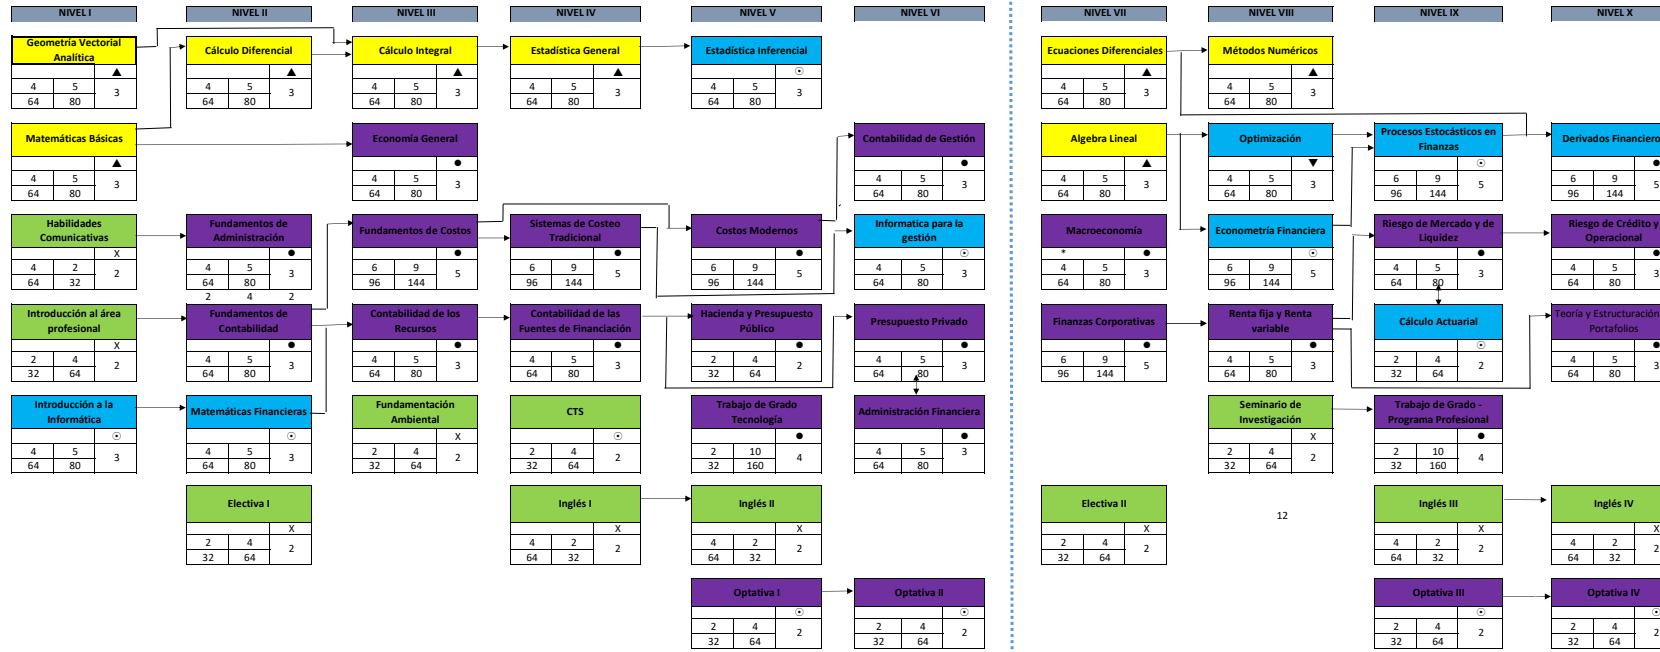 NIVEL I NIVEL II NIVEL III NIVEL IV NIVEL V NIVEL VI NIVEL VII NIVEL VIII NIVEL IX NIVEL X
Geometría Vectorial
Analítica
Cálculo Diferencial
Cálculo Integral
Estadística General
Estadística Inferencial
Ecuaciones Diferenciales
Métodos Numéricos
▲ ▲ ▲ ▲ ⊙ ▲ ▲
4 5 4 5 4 5 4 5 4 5 4 5 4 5
3 3 3 3 3 3 3
64 80 64 80 64 80 64 80 64 80 64 80 64 80
Matemáticas Básicas
Economía General
Contabilidad de Gestión
Algebra Lineal
Optimización
Procesos Estocásticos en
Finanzas
Derivados Financiero
▲ ● ● ▲ ▼ ⊙ ●
4 5 4 5 4 5 4 5 4 5 6 9 6 9
3 3 3 3 3 5 5
64 80 64 80 64 80 64 80 64 80 96 144 96 144
Habilidades
Comunicativas
Fundamentos de
Administración
Fundamentos de Costos
Sistemas de Costeo
Tradicional
Costos Modernos
Informatica para la
gestión
Macroeconomía
Econometría Financiera
Riesgo de Mercado y de
Liquidez
Riesgo de Crédito y
Operacional
X ● ● ● ● ⊙ * ● ⊙ ● ●
4 2 4 5 6 9 6 9 6 9 4 5 4 5 6 9 4 5 4 5
2 3 5 5 5 3 3 5 3 3
64 32 64 80 96 144 96 144 96 144 64 80 64 80 96 144 64 80 64 80
2 4 2
Introducción al área
profesional
Fundamentos de
Contabilidad
Contabilidad de los
Recursos
Contabilidad de las
Fuentes de Financiación
Hacienda y Presupuesto
Público
Presupuesto Privado
Finanzas Corporativas
Renta fija y Renta
variable
Cálculo Actuarial
Teoría y Estructuración
Portafolios
X ● ● ● ● ● ● ● ⊙ ●
2 4 4 5 4 5 4 5 2 4 4 5 6 9 4 5 2 4 4 5
2 3 3 3 2 3 5 3 2 3
32 64 64 80 64 80 64 80 32 64 64 80 96 144 64 80 32 64 64 80
Introducción a la
Informática
Matemáticas Financieras
Fundamentación
Ambiental
CTS
Trabajo de Grado
Tecnología
Administración Financiera
Seminario de
Investigación
Trabajo de Grado -
Programa Profesional
⊙ ⊙ X ⊙ ● ● X ●
4 5 4 5 2 4 2 4 2 10 4 5 2 4 2 10
3 3 2 2 4 3 2 4
64 80 64 80 32 64 32 64 32 160 64 80 32 64 32 160
Elective I
Inglés I
Inglés II
Electiva II
12
Inglés III
Inglés IV
X X X X X X
2 4 4 2 4 2 2 4 4 2 4 2
2 2 2 2 2 2
32 64 64 32 64 32 32 64 64 32 64 32
Optativa I
Optativa II
Optativa III
Optativa IV
⊙ ⊙ ⊙ ⊙
2 4 2 4 2 4 2 4
2 2 2 2
32 64 32 64 32 64 32 64